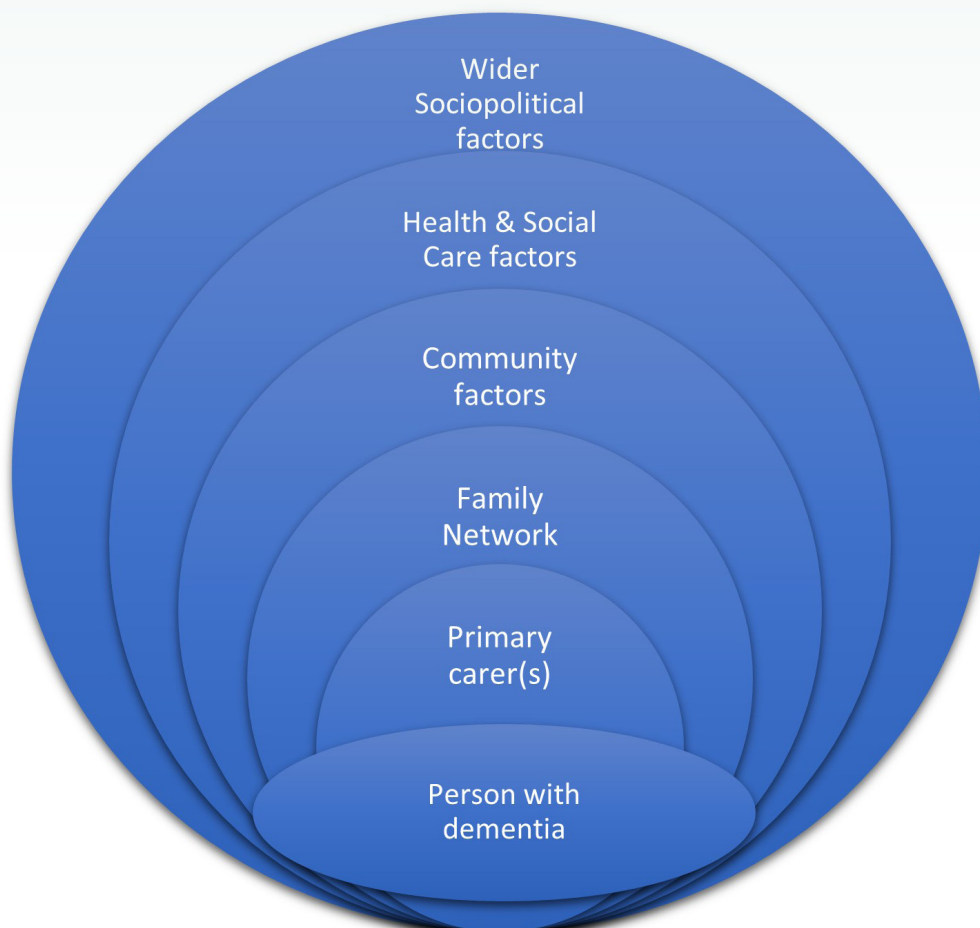 Wider
Sociopolitical
factors
Health & Social
Care factors
Community
factors
Family
Network
Primary
carer(s)
Person with
dementia